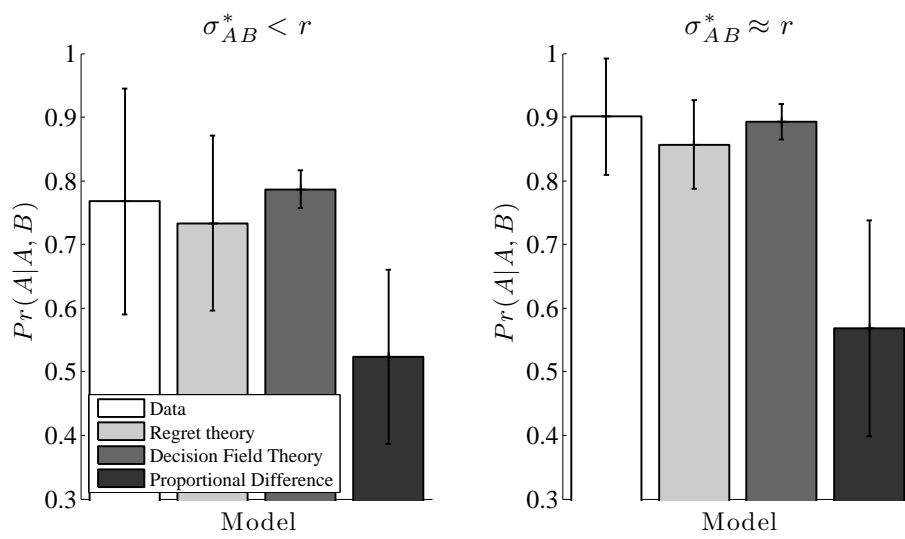 σ*_{AB} < r
1
0.9
0.8
0.7
0.6
0.5
0.4
0.3
Pr(A|A, B)
Data
Regret theory
Decision Field Theory
Proportional Difference
Model
σ*_{AB} ≈ r
1
0.9
0.8
0.7
0.6
0.5
0.4
0.3
Pr(A|A, B)
Model